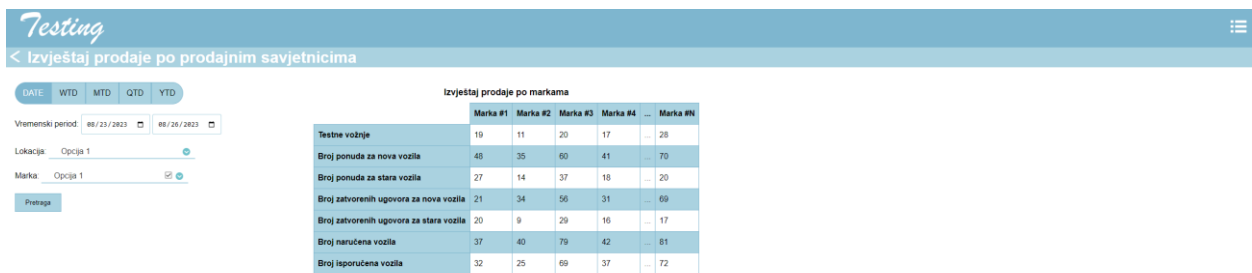 Testing
< Izvještaj prodaje po prodajnim savjetnicima
DATE WTD MTD QTD YTD
Vremenski period: 08/23/2023 08/26/2023
Lokacija: Opcija 1
Marka: Opcija 1
Pretraga
Izvještaj prodaje po markama
Marka #1 Marka #2 Marka #3 Marka #4 ... Marka #N
Testne vožnje 19 11 20 17 ... 28
Broj ponuda za nova vozila 48 35 60 41 ... 70
Broj ponuda za stara vozila 27 14 37 18 ... 20
Broj zatvorenih ugovora za nova vozila 21 34 56 31 ... 69
Broj zatvorenih ugovora za stara vozila 20 9 29 16 ... 17
Broj naručena vozila 37 40 79 42 ... 81
Broj isporučena vozila 32 25 69 37 ... 72